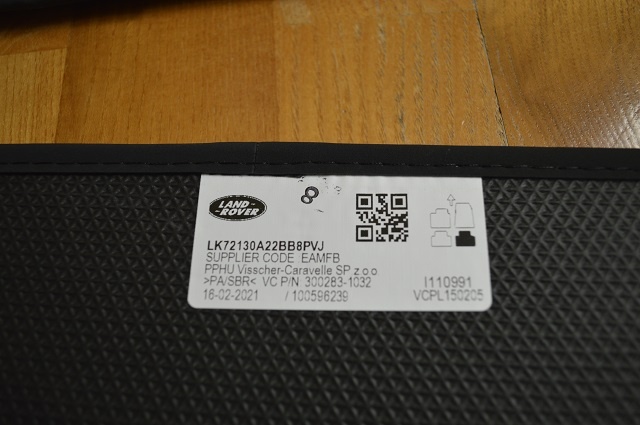 8
LAND-
-ROVER
LK72130A22BB8PVJ
SUPPLIER CODE EAMFB
PPHU Visscher-Caravelle SP z.o.o
>PA/SBR< VC P/N 300283-1032
16-02-2021 / 100596239
I110991
VCPL150205